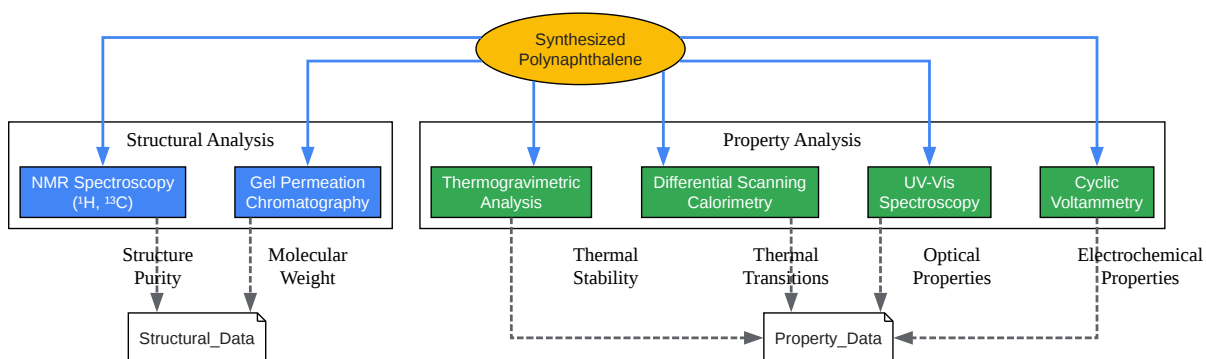 Synthesized
Polynaphthalene
Structural Analysis
Property Analysis
NMR Spectroscopy
(¹H, ¹³C)
Gel Permeation
Chromatography
Thermogravimetric
Analysis
Differential Scanning
Calorimetry
UV-Vis
Spectroscopy
Cyclic
Voltammetry
Structure
Purity
Molecular
Weight
Thermal
Stability
Thermal
Transitions
Optical
Properties
Electrochemical
Properties
Structural_Data
Property_Data